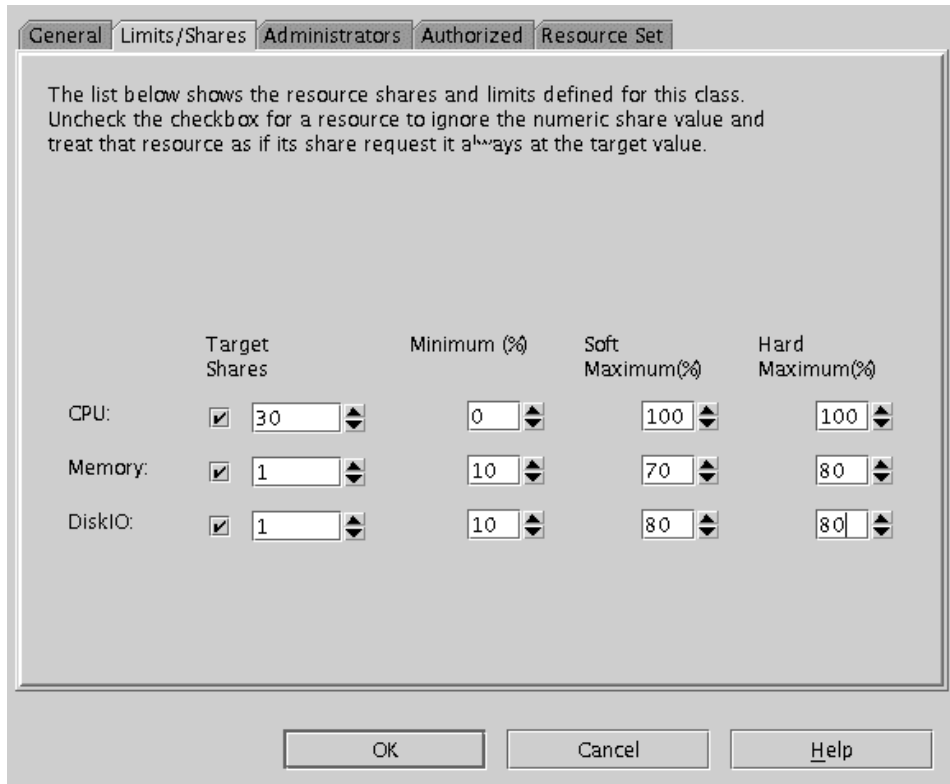 General Limits/Shares Administrators Authorized Resource Set
The list below shows the resource shares and limits defined for this class.
Uncheck the checkbox for a resource to ignore the numeric share value and
treat that resource as if its share request it always at the target value.
Target Shares Minimum (%) Soft Maximum(%) Hard Maximum(%)
CPU: 30 0 100 100
Memory: 1 10 70 80
DiskIO: 1 10 80 80
OK Cancel Help